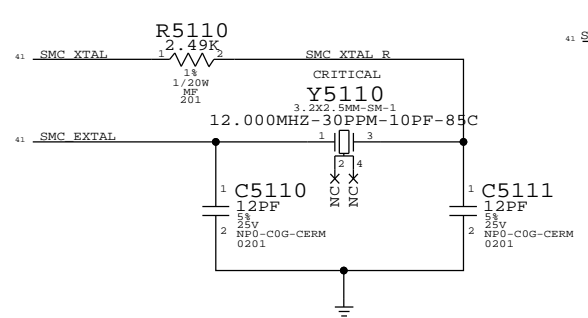 R5110
2.49K
41 SMC_XTAL 1 2 SMC_XTAL_R
1%
1/20W
MF
201
41 S
CRITICAL
Y5110
3.2X2.5MM-SM-1
12.000MHZ-30PPM-10PF-85C
41 SMC_EXTAL 1 3
2 4
NC NC
1 C5110
12PF
5%
25V
2 NP0-C0G-CERM
0201
1 C5111
12PF
5%
25V
2 NP0-C0G-CERM
0201